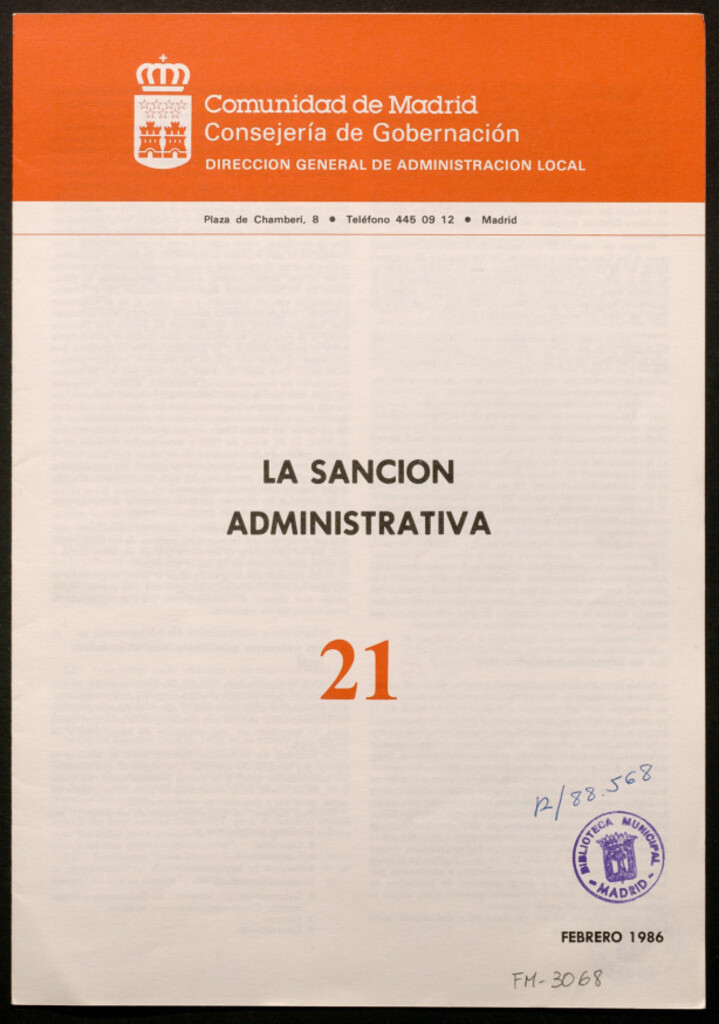 Comunidad de Madrid
Consejería de Gobernación
DIRECCION GENERAL DE ADMINISTRACION LOCAL
Plaza de Chamberí, 8 ● Teléfono 445 09 12 ● Madrid
LA SANCION
ADMINISTRATIVA
21
R/88.568
BIBLIOTECA MUNICIPAL
- MADRID -
FEBRERO 1986
FM-3068